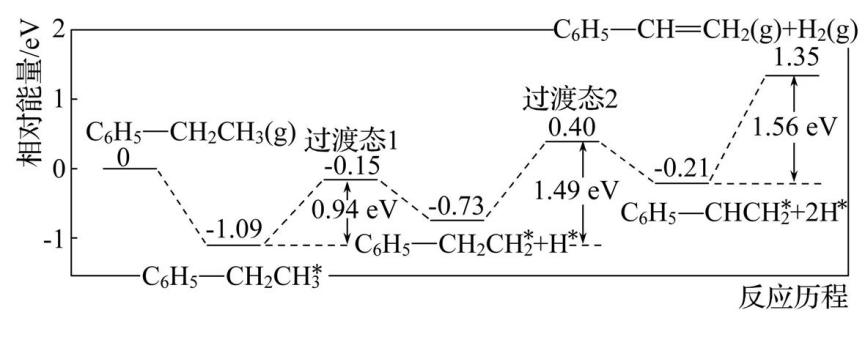 相对能量/eV
2
1
0
-1
C₆H₅—CH₂CH₃(g)
0
-1.09
C₆H₅—CH₂CH₃*
过渡态1
-0.15
0.94 eV
-0.73
C₆H₅—CH₂CH₂*+H*
过渡态2
0.40
1.49 eV
-0.21
C₆H₅—CHCH₂*+2H*
C₆H₅—CH=CH₂(g)+H₂(g)
1.35
1.56 eV
反应历程